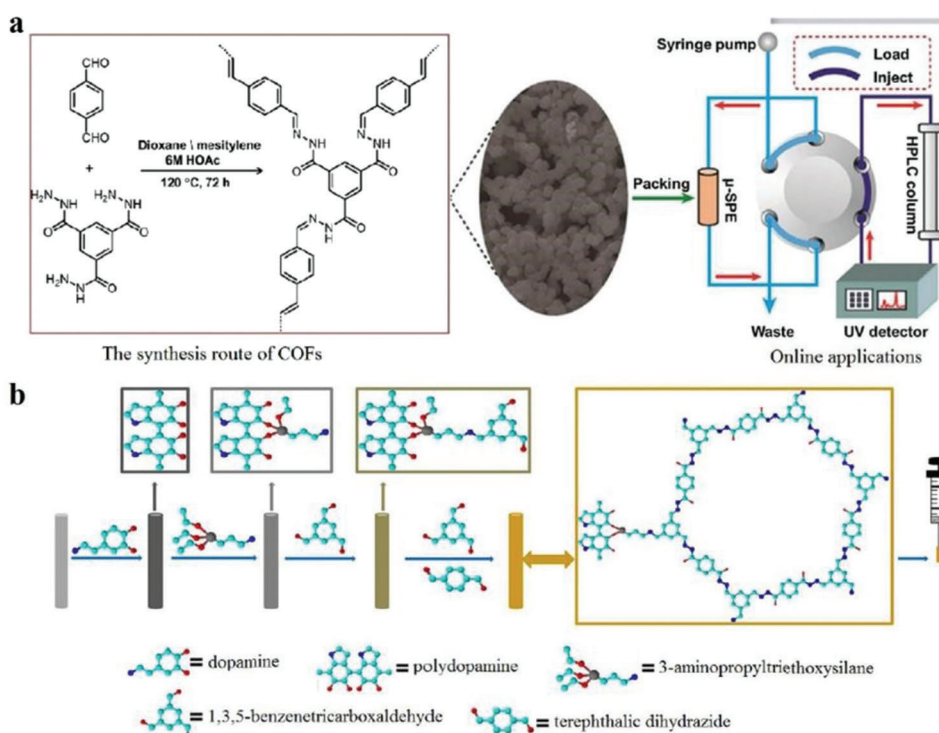 a
CHO
CHO
+
H₂N
NH
HN
NH₂
O
O
H₂N
NH
O
Dioxane \ mesitylene
6M HOAc
120 °C, 72 h
N
NH
HN
N
O
O
N
N
H
O
The synthesis route of COFs
Packing
Syringe pump
Load
Inject
μ-SPE
HPLC column
Waste
UV detector
Online applications
b
= dopamine
= polydopamine
= 3-aminopropyltriethoxysilane
= 1,3,5-benzenetricarboxaldehyde
= terephthalic dihydrazide